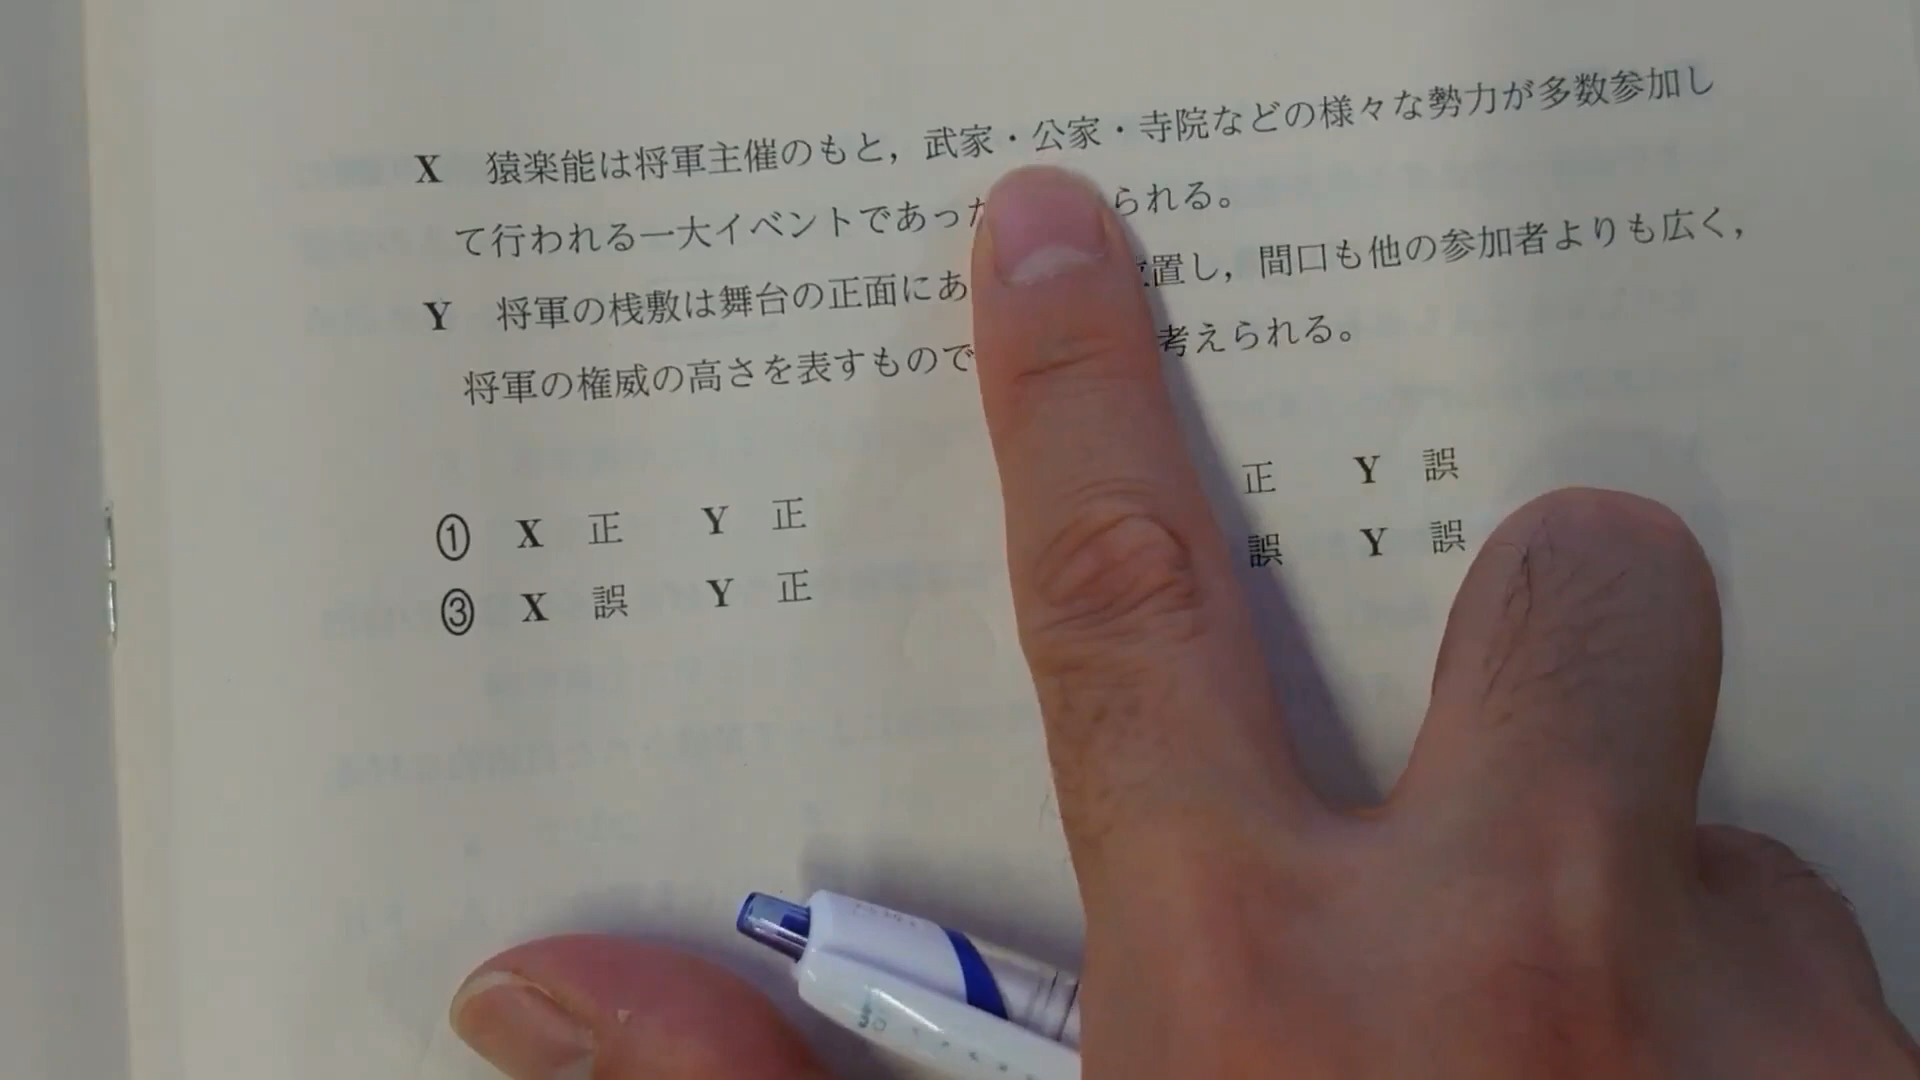 X 猿楽能は将軍主催のもと，武家・公家・寺院などの様々な勢力が多数参加し
て行われる一大イベントであった られる。
Y 将軍の桟敷は舞台の正面にあ 置し，間口も他の参加者よりも広く，
将軍の権威の高さを表すもので 考えられる。
① X 正 Y 正 正 Y 誤
③ X 誤 Y 正 誤 Y 誤